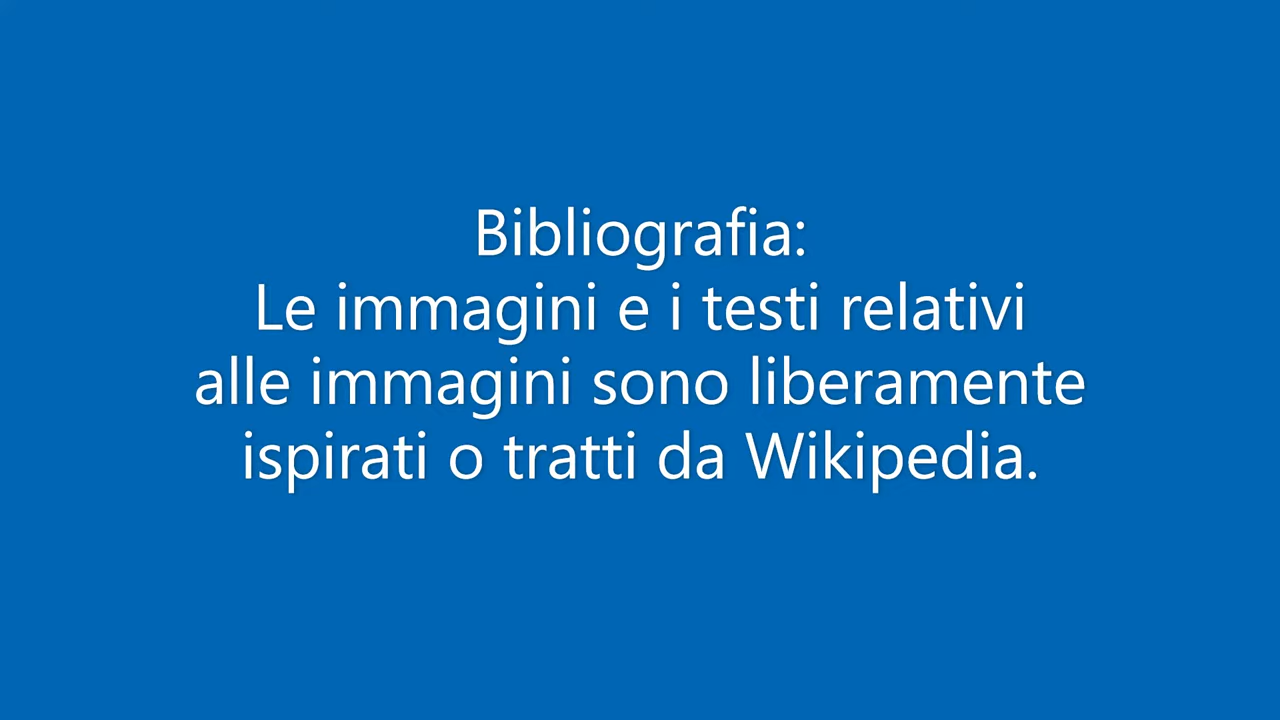 Bibliografia:
Le immagini e i testi relativi
alle immagini sono liberamente
ispirati o tratti da Wikipedia.